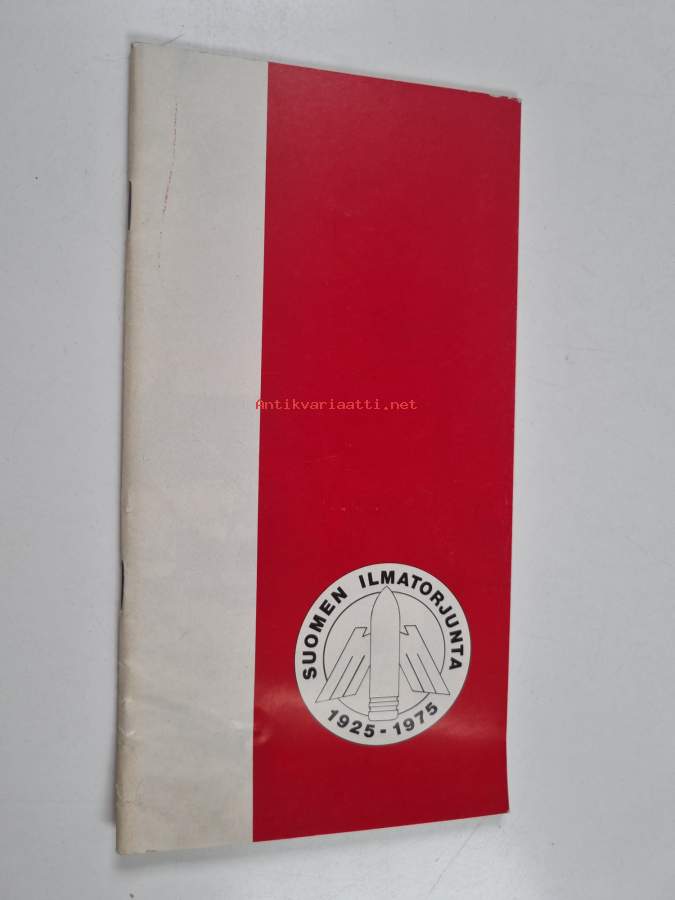 Antikvariaatti.net
SUOMEN ILMATORJUNTA
1925-1975